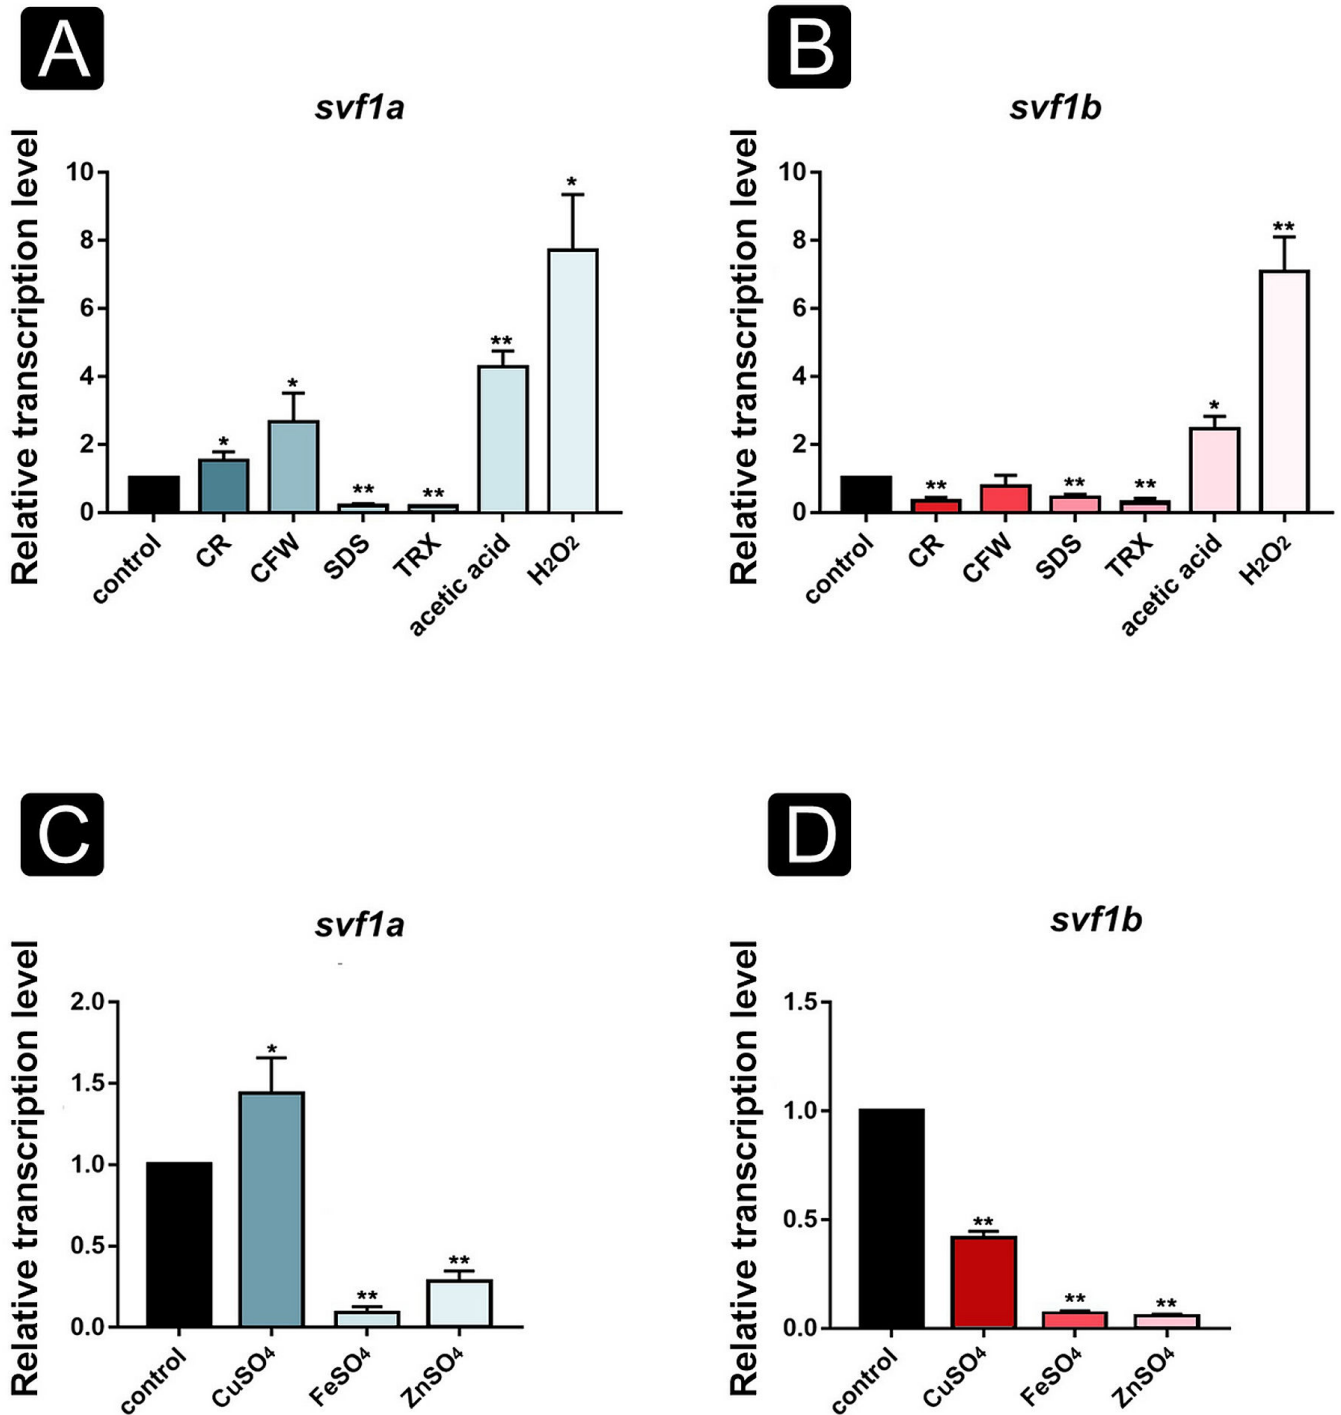 A
svf1a
Relative transcription level
10
8
6
4
2
0
*
*
**
**
**
*
control
CR
CFW
SDS
TRX
acetic acid
H2O2
B
svf1b
Relative transcription level
10
8
6
4
2
0
**
**
**
*
**
control
CR
CFW
SDS
TRX
acetic acid
H2O2
C
svf1a
Relative transcription level
2.0
1.5
1.0
0.5
0.0
*
**
**
control
CuSO4
FeSO4
ZnSO4
D
svf1b
Relative transcription level
1.5
1.0
0.5
0.0
**
**
**
control
CuSO4
FeSO4
ZnSO4